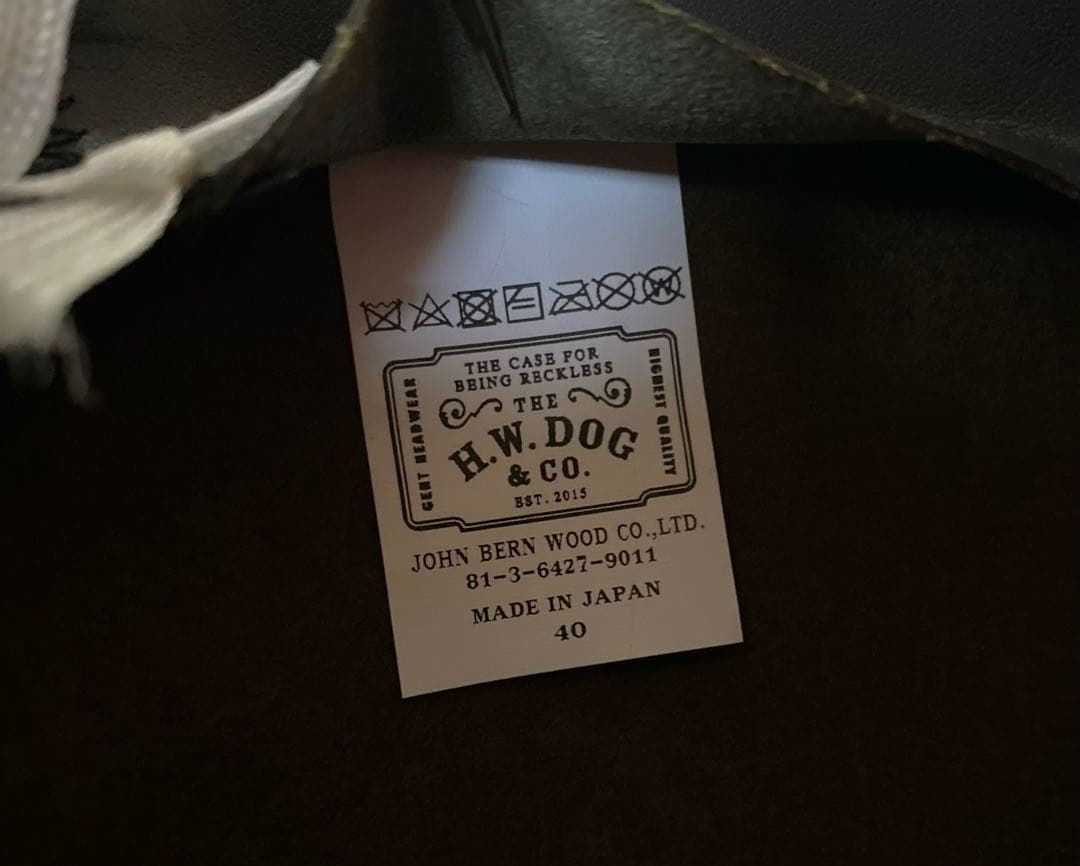 THE CASE FOR
BEING RECKLESS
GENT HEADWEAR
HIGHEST QUALITY
THE
H.W. DOG
& CO.
EST. 2015
JOHN BERN WOOD CO.,LTD.
81-3-6427-9011
MADE IN JAPAN
40